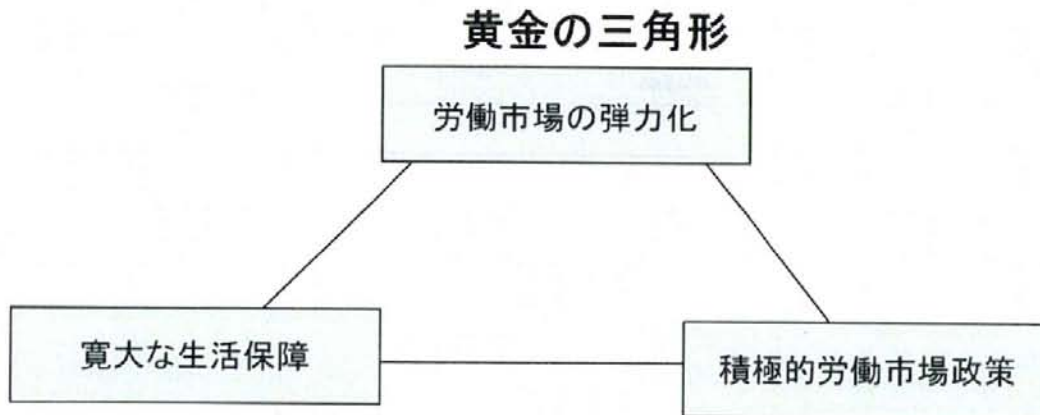 黄金の三角形
労働市場の弾力化
寛大な生活保障
積極的労働市場政策